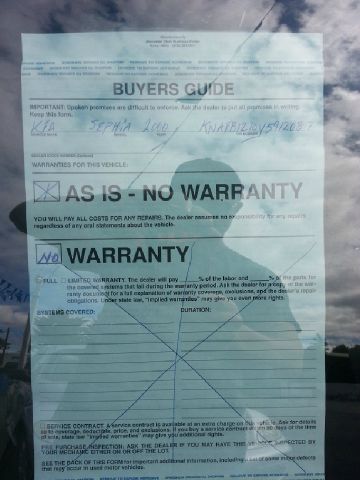 BUYERS GUIDE
IMPORTANT: Spoken promises are difficult to enforce. Ask the dealer to put all promises in writing.
Keep this form.
KIA SEPHIA 2000
WARRANTIES FOR THIS VEHICLE:
X AS IS - NO WARRANTY
YOU WILL PAY ALL COSTS FOR ANY REPAIRS. The dealer assumes no responsibility for any repairs
regardless of any oral statements about the vehicle.
NO WARRANTY
FULL LIMITED WARRANTY. The dealer will pay ____% of the labor and ____% of the parts for
the covered systems that fail during the warranty period. Ask the dealer for a copy of the war-
ranty document for a full explanation of warranty coverage, exclusions, and the dealer's repair
obligations. Under state law, "implied warranties" may give you even more rights.
SYSTEMS COVERED: DURATION:
SERVICE CONTRACT. A service contract is available at an extra charge on this vehicle. Ask for details
as to coverage, deductible, price, and exclusions. If you buy a service contract within 90 days of the time
of sale, state law "implied warranties" may give you additional rights.
PRE PURCHASE INSPECTION: ASK THE DEALER IF YOU MAY HAVE THIS VEHICLE INSPECTED BY
YOUR MECHANIC EITHER ON OR OFF THE LOT.
SEE THE BACK OF THIS FORM for important additional information, including a list of some major defects
that may occur in used motor vehicles.